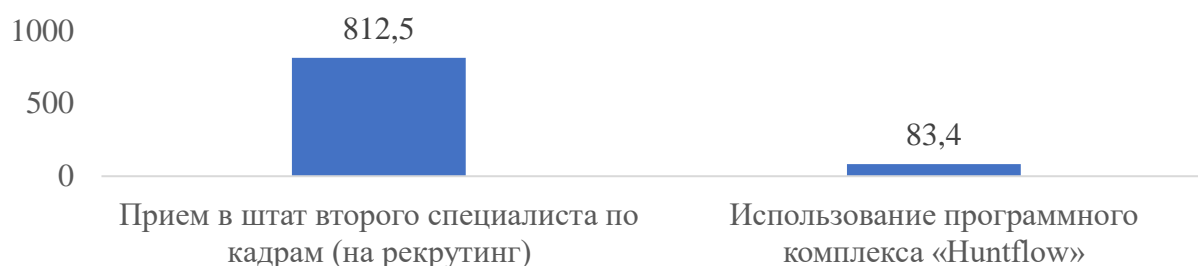 1000
812,5
500
83,4
0
Прием в штат второго специалиста по
кадрам (на рекрутинг)
Использование программного
комплекса «Huntflow»